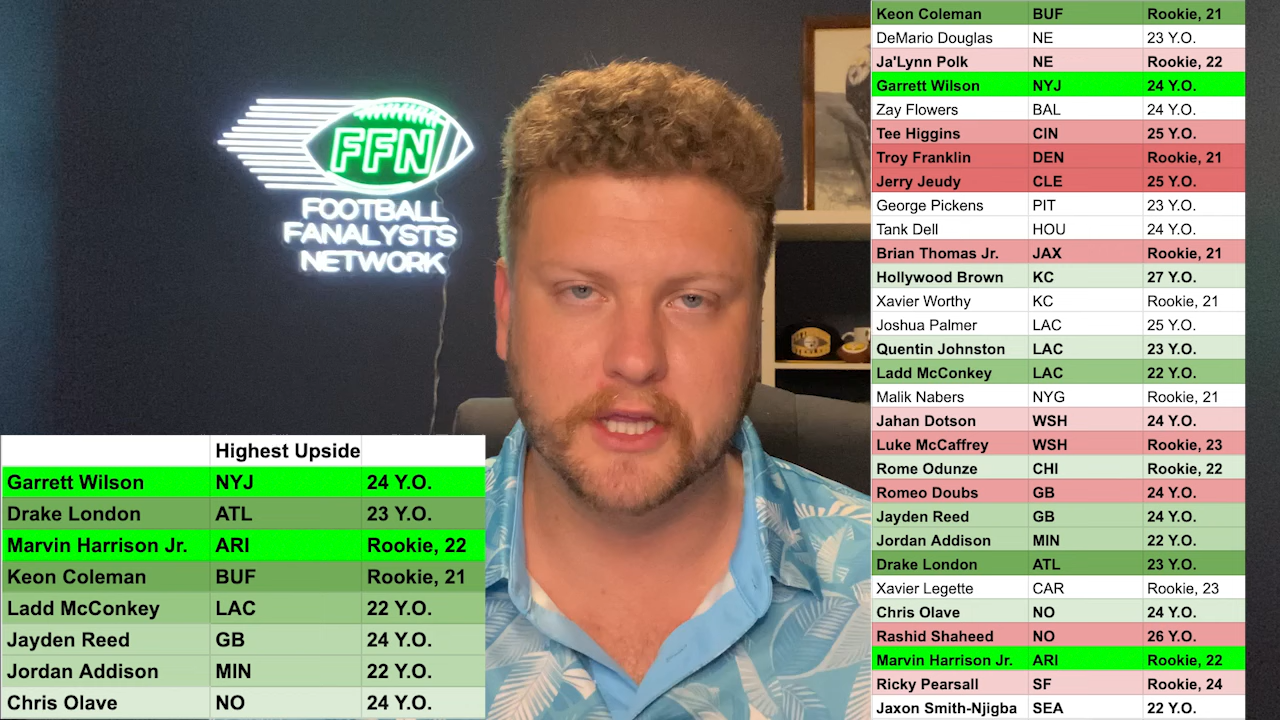 FFN
FOOTBALL
FANALYSTS
NETWORK
Highest Upside
Garrett Wilson NYJ 24 Y.O.
Drake London ATL 23 Y.O.
Marvin Harrison Jr. ARI Rookie, 22
Keon Coleman BUF Rookie, 21
Ladd McConkey LAC 22 Y.O.
Jayden Reed GB 24 Y.O.
Jordan Addison MIN 22 Y.O.
Chris Olave NO 24 Y.O.
Keon Coleman BUF Rookie, 21
DeMario Douglas NE 23 Y.O.
Ja'Lynn Polk NE Rookie, 22
Garrett Wilson NYJ 24 Y.O.
Zay Flowers BAL 24 Y.O.
Tee Higgins CIN 25 Y.O.
Troy Franklin DEN Rookie, 21
Jerry Jeudy CLE 25 Y.O.
George Pickens PIT 23 Y.O.
Tank Dell HOU 24 Y.O.
Brian Thomas Jr. JAX Rookie, 21
Hollywood Brown KC 27 Y.O.
Xavier Worthy KC Rookie, 21
Joshua Palmer LAC 25 Y.O.
Quentin Johnston LAC 23 Y.O.
Ladd McConkey LAC 22 Y.O.
Malik Nabers NYG Rookie, 21
Jahan Dotson WSH 24 Y.O.
Luke McCaffrey WSH Rookie, 23
Rome Odunze CHI Rookie, 22
Romeo Doubs GB 24 Y.O.
Jayden Reed GB 24 Y.O.
Jordan Addison MIN 22 Y.O.
Drake London ATL 23 Y.O.
Xavier Legette CAR Rookie, 23
Chris Olave NO 24 Y.O.
Rashid Shaheed NO 26 Y.O.
Marvin Harrison Jr. ARI Rookie, 22
Ricky Pearsall SF Rookie, 24
Jaxon Smith-Njigba SEA 22 Y.O.